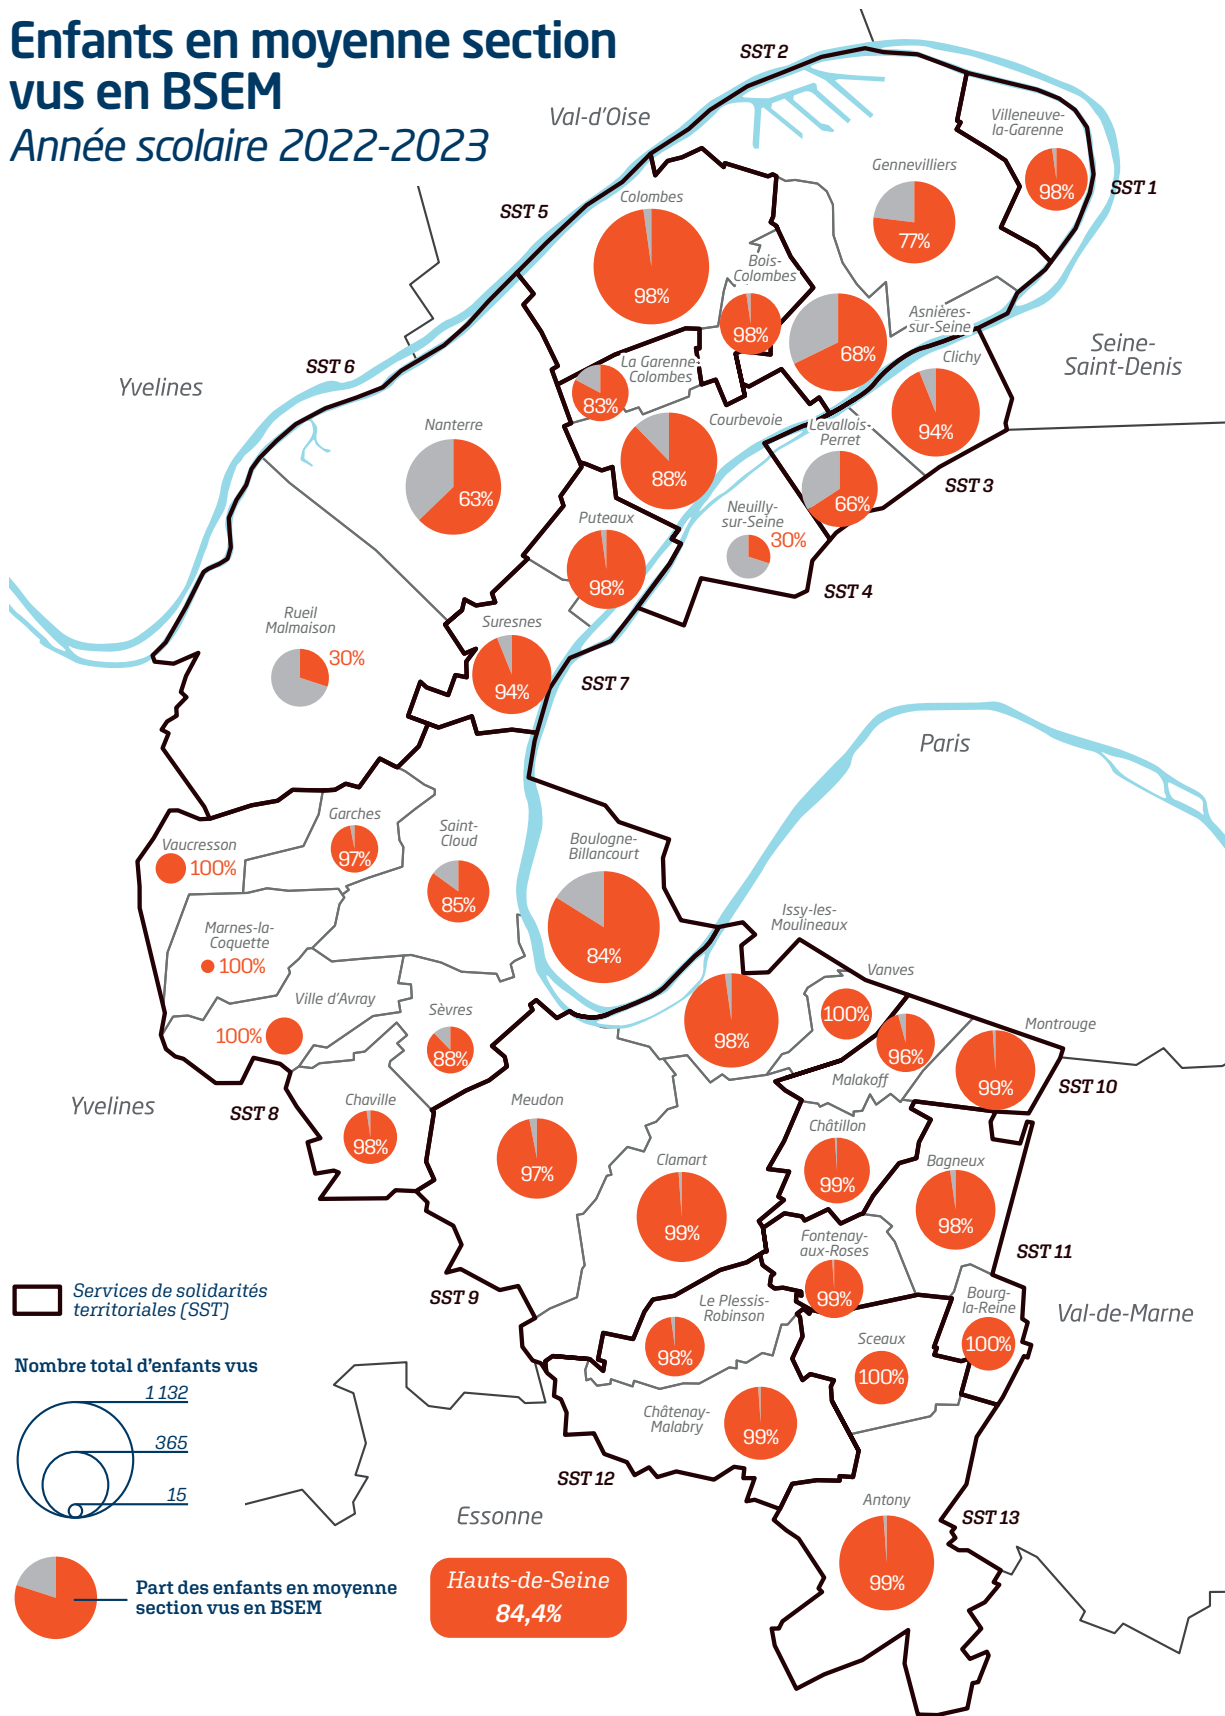 Enfants en moyenne section
vus en BSEM
Année scolaire 2022-2023
SST 2
Val-d'Oise
Villeneuve-
la-Garenne
98%
SST 1
Gennevilliers
77%
SST 5
Colombes
98%
Bois-
Colombes
98%
Asnières-
sur-Seine
68%
Seine-
Saint-Denis
Clichy
94%
SST 6
Yvelines
La Garenne-
Colombes
83%
Nanterre
63%
Courbevoie
88%
Levallois-
Perret
66%
SST 3
Neuilly-
sur-Seine
30%
SST 4
Puteaux
98%
Rueil
Malmaison
30%
Suresnes
94%
SST 7
Paris
Garches
97%
Vaucresson
100%
Saint-
Cloud
85%
Boulogne-
Billancourt
84%
Marnes-la-
Coquette
100%
Issy-les-
Moulineaux
98%
Vanves
100%
Ville d'Avray
100%
Sèvres
88%
Malakoff
96%
Montrouge
99%
SST 10
Yvelines
SST 8
Chaville
98%
Meudon
97%
Châtillon
99%
Clamart
99%
Bagneux
98%
Fontenay-
aux-Roses
99%
SST 11
SST 9
Services de solidarités
territoriales (SST)
Le Plessis-
Robinson
98%
Bourg-
la-Reine
100%
Val-de-Marne
Sceaux
100%
Nombre total d'enfants vus
1 132
365
15
Châtenay-
Malabry
99%
SST 12
Essonne
Antony
99%
SST 13
Part des enfants en moyenne
section vus en BSEM
Hauts-de-Seine
84,4%